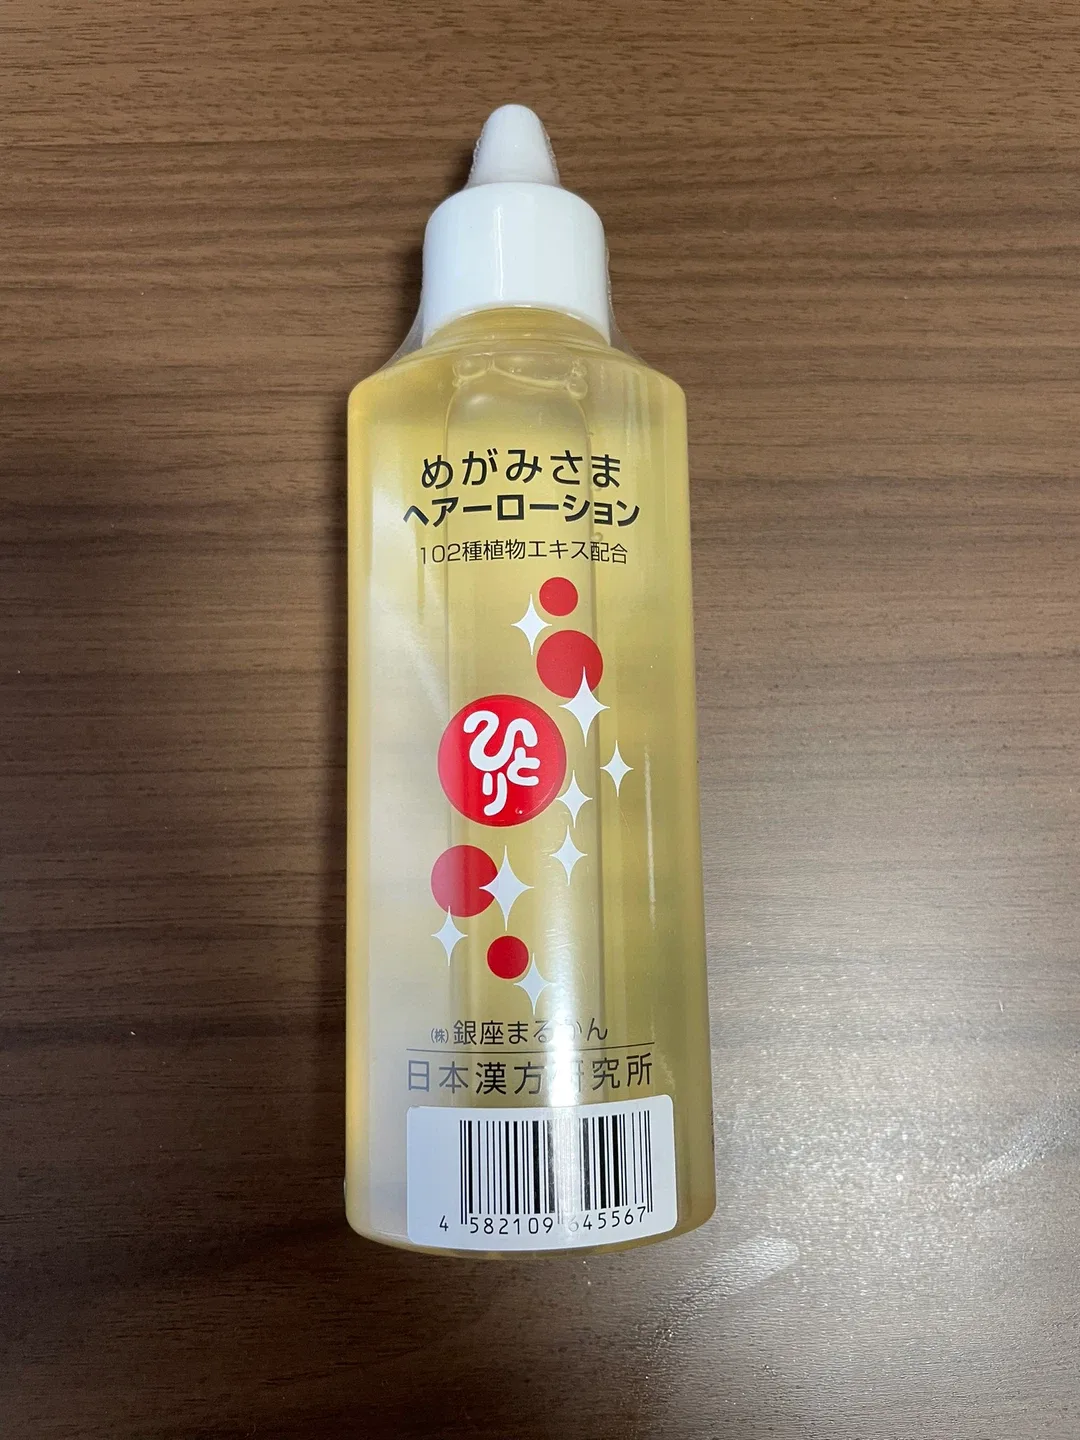 めがみさま
ヘアーローション
102種植物エキス配合
ひとり
(株)銀座まるかん
日本漢方研究所
4 582109 645567